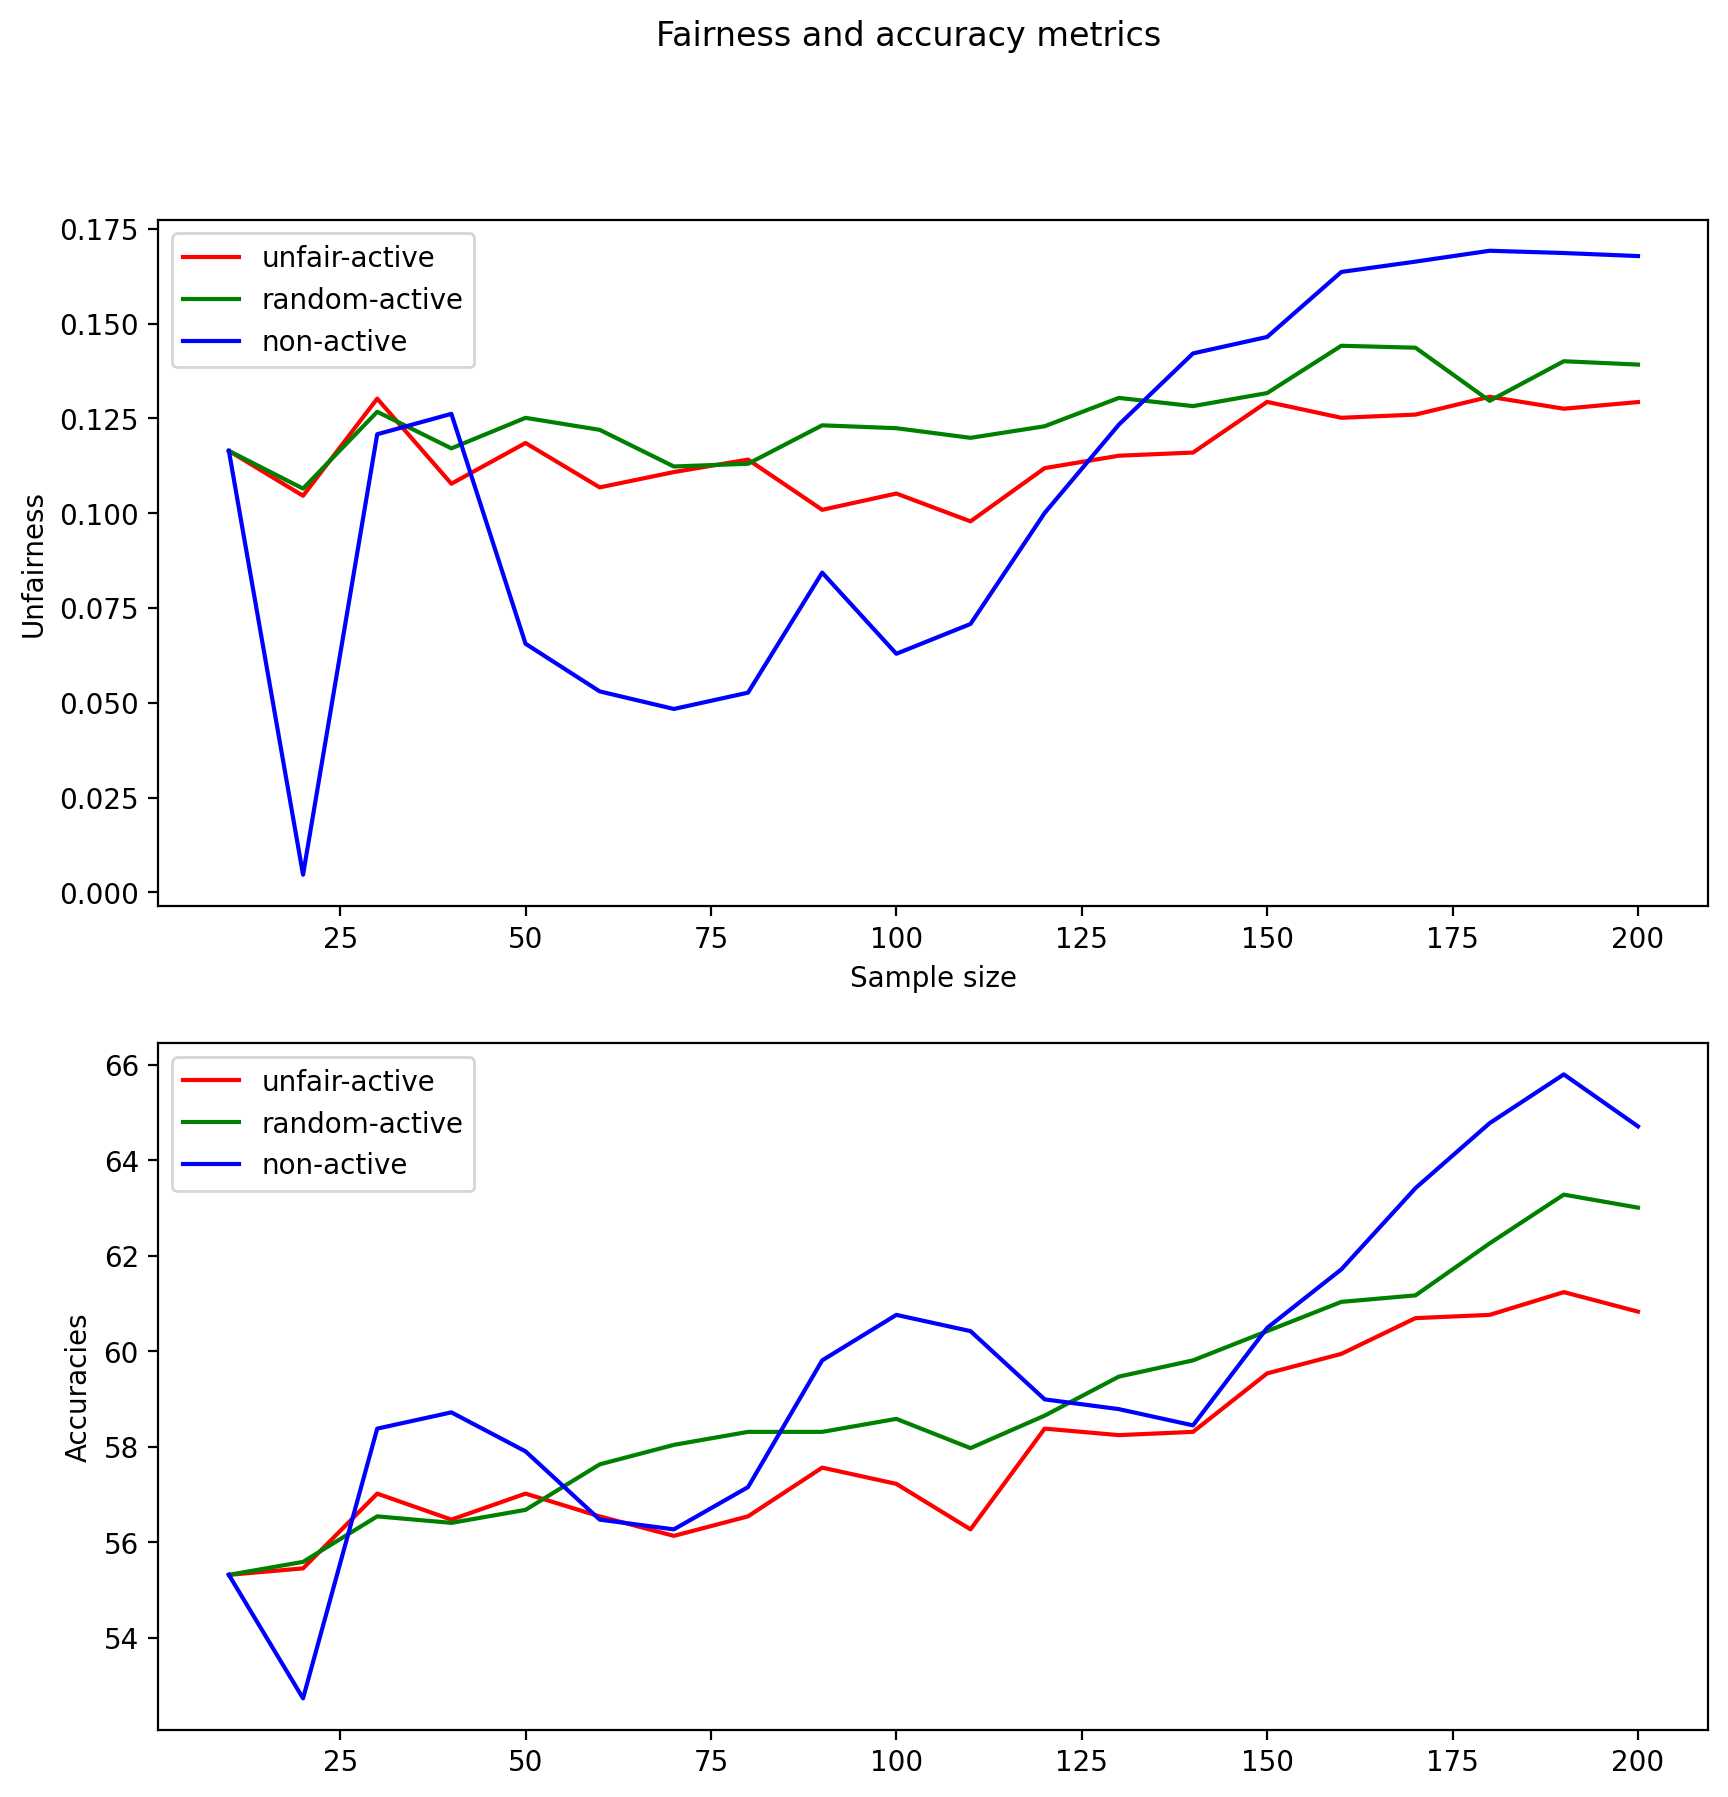 Fairness and accuracy metrics
0.175
0.150
0.125
0.100
0.075
0.050
0.025
0.000
Unfairness
unfair-active
random-active
non-active
25 50 75 100 125 150 175 200
Sample size
66
64
62
60
58
56
54
Accuracies
unfair-active
random-active
non-active
25 50 75 100 125 150 175 200